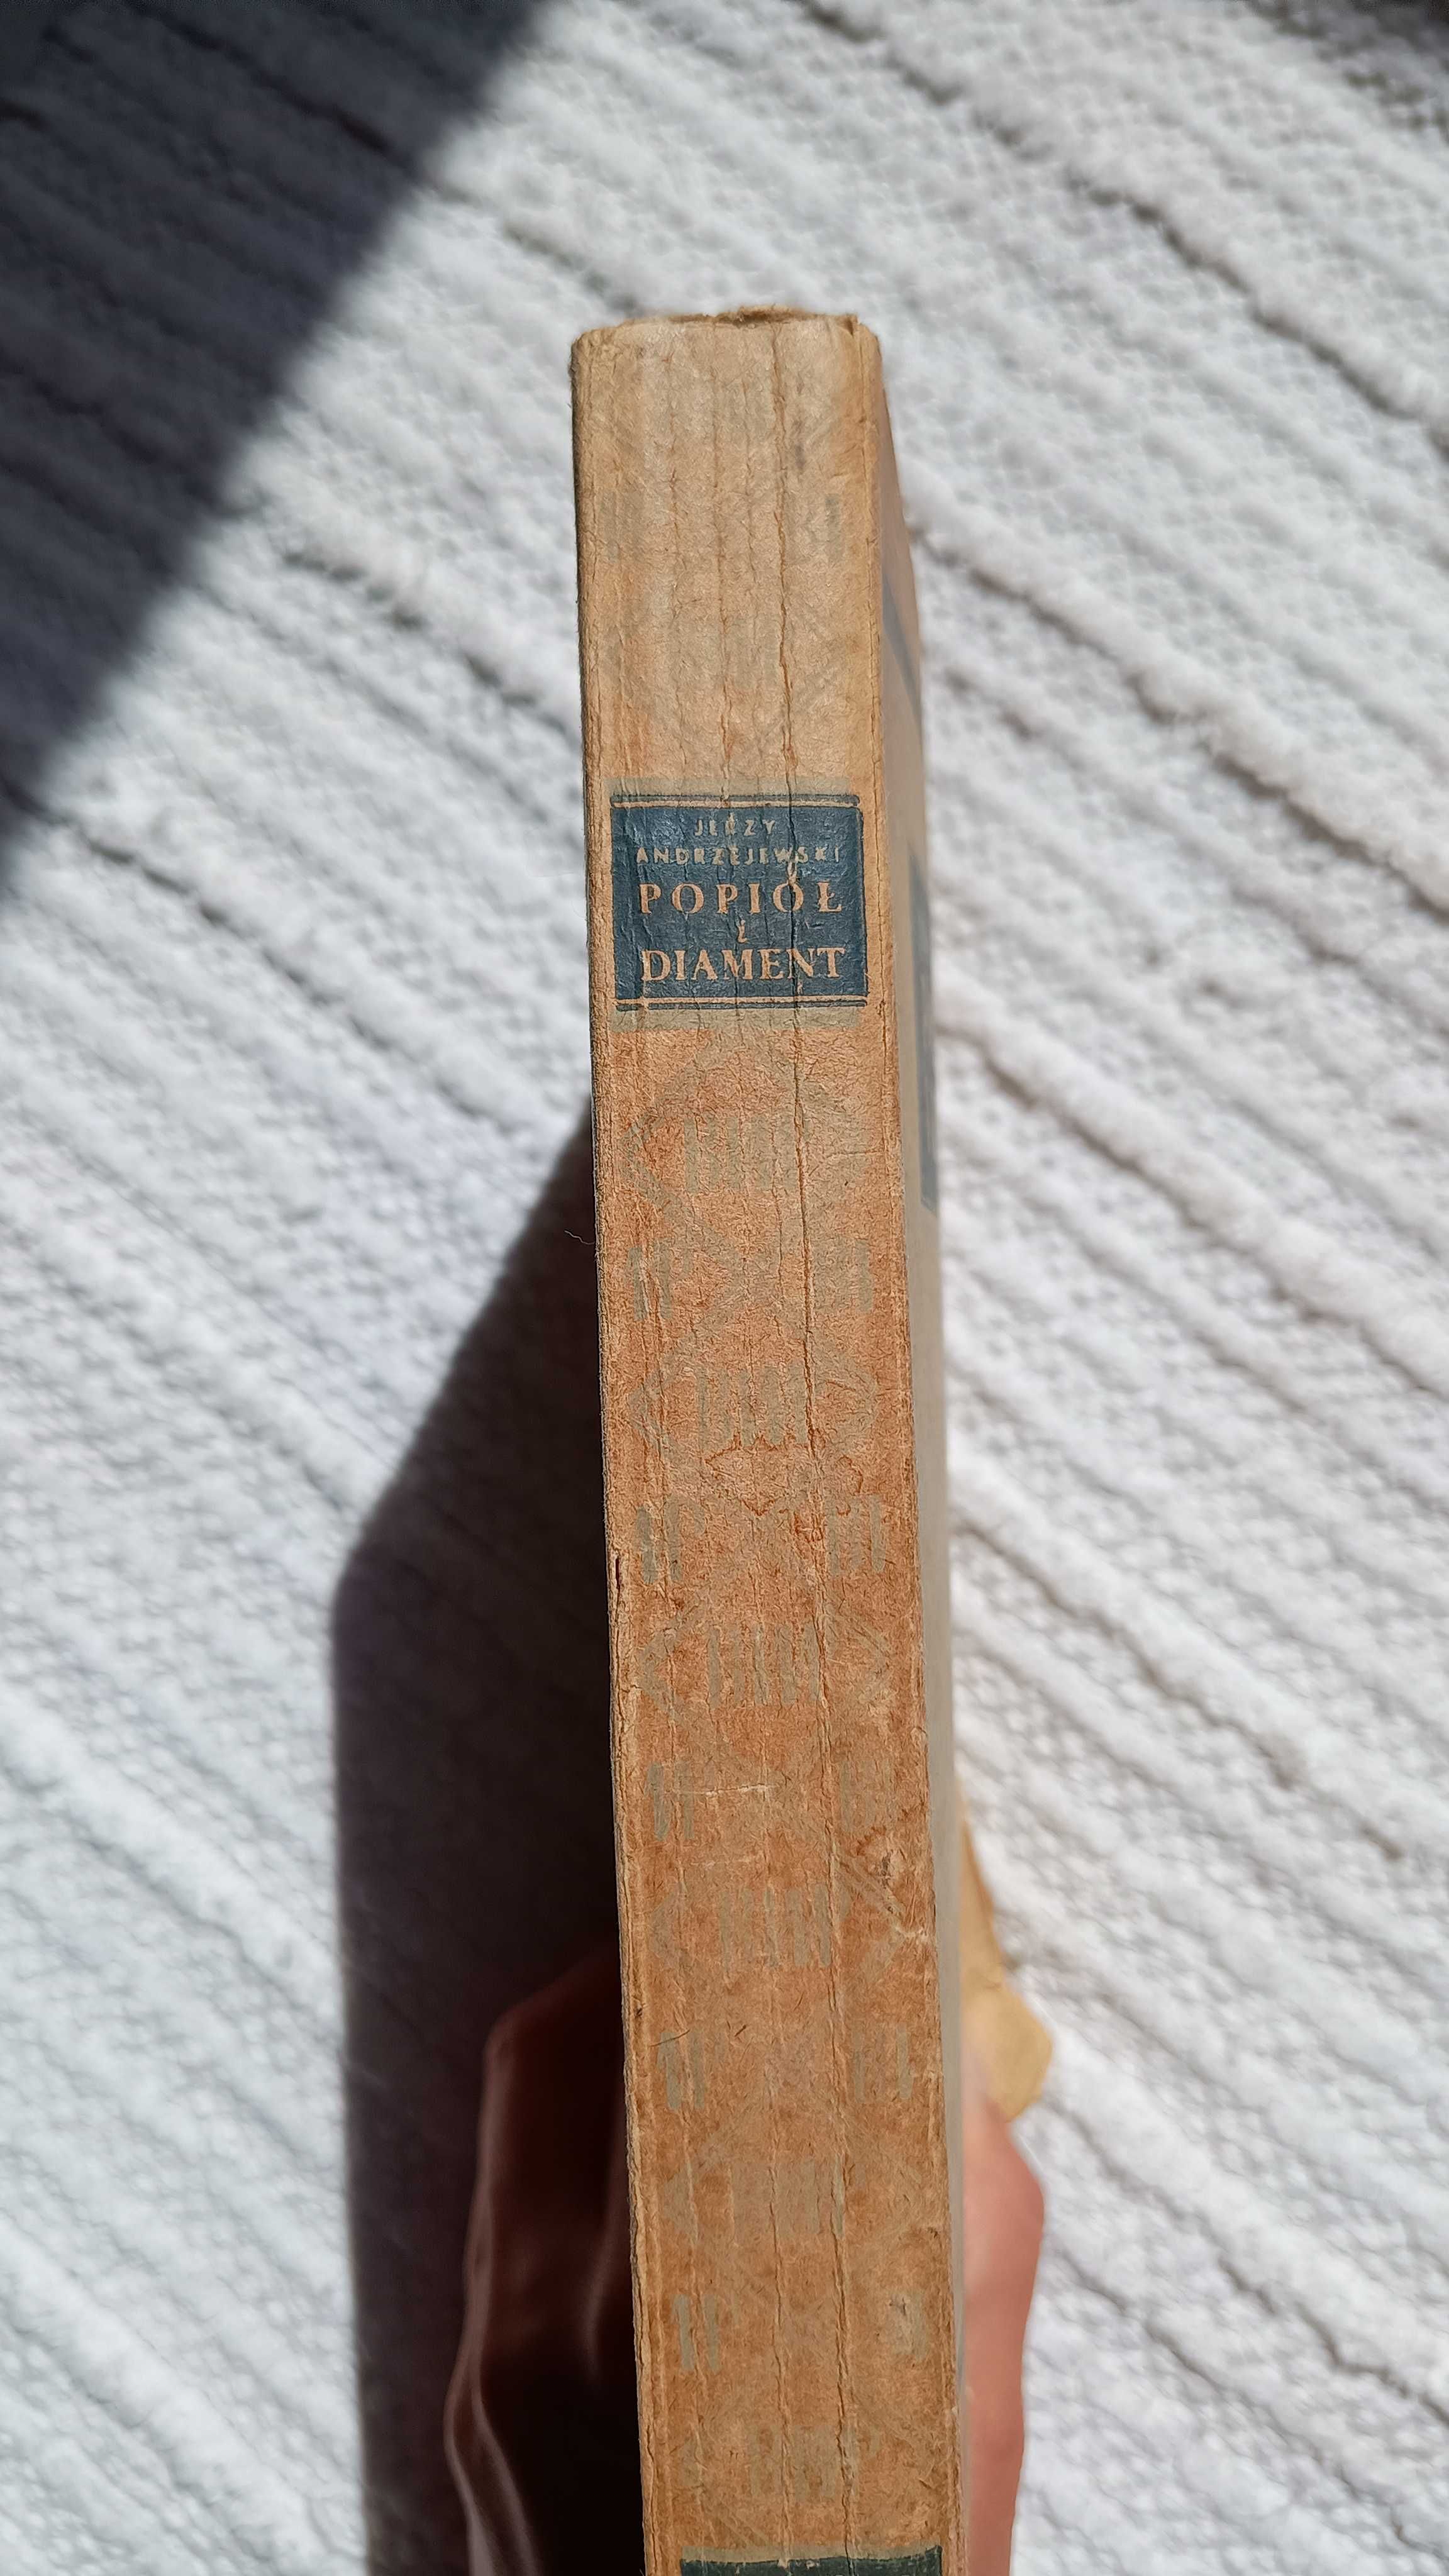 JERZY
ANDRZEJEWSKI
POPIÓŁ
i
DIAMENT